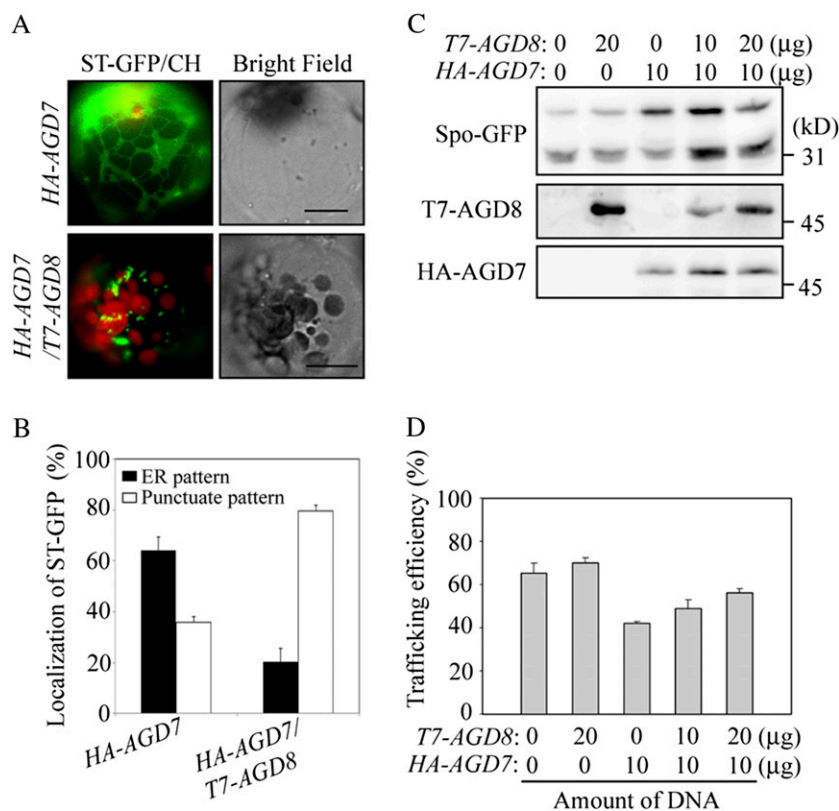 A
ST-GFP/CH Bright Field
HA-AGD7
HA-AGD7
/T7-AGD8
B
Localization of ST-GFP (%)
100
80
60
40
20
0
ER pattern
Punctuate pattern
HA-AGD7
HA-AGD7/
T7-AGD8
C
T7-AGD8: 0 20 0 10 20 (μg)
HA-AGD7: 0 0 10 10 10 (μg)
Spo-GFP
(kD)
31
T7-AGD8
45
HA-AGD7
45
D
Trafficking efficiency (%)
100
80
60
40
20
0
T7-AGD8: 0 20 0 10 20 (μg)
HA-AGD7: 0 0 10 10 10 (μg)
Amount of DNA